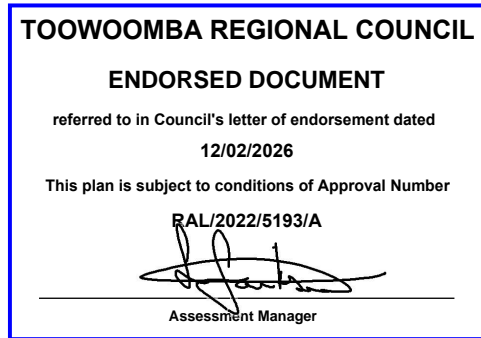 TOOWOOMBA REGIONAL COUNCIL
ENDORSED DOCUMENT
referred to in Council's letter of endorsement dated
12/02/2026
This plan is subject to conditions of Approval Number
RAL/2022/5193/A
Assessment Manager